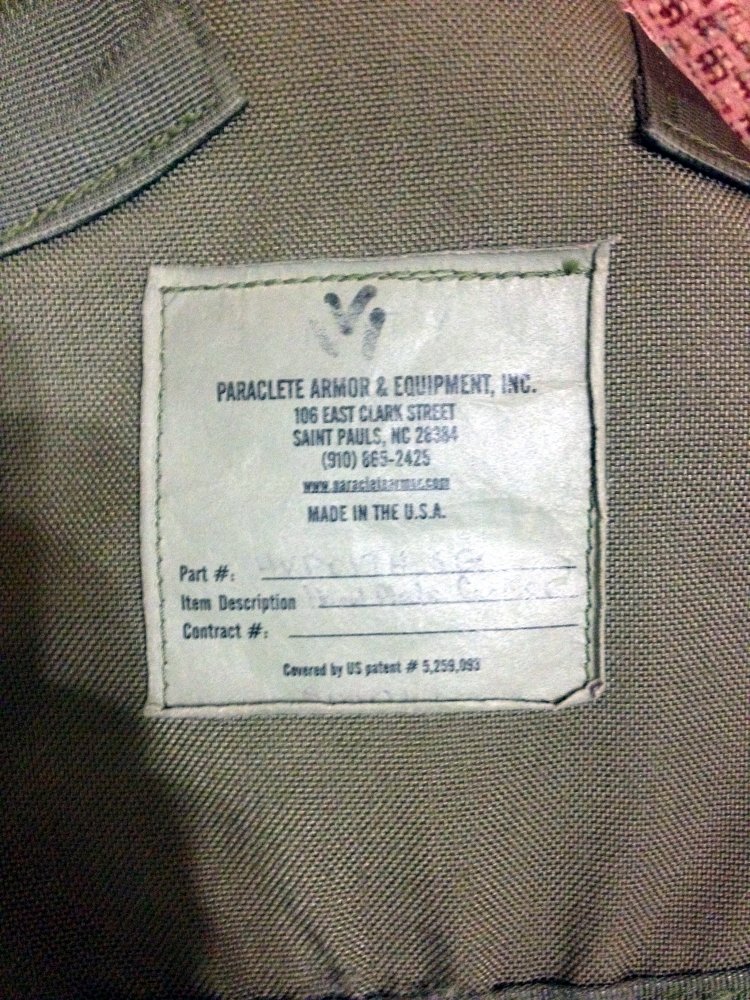 PARACLETE ARMOR & EQUIPMENT, INC.
106 EAST CLARK STREET
SAINT PAULS, NC 28384
(910) 865-2425
www.paracletearmor.com
MADE IN THE U.S.A.
Part #:
Item Description
Contract #:
Covered by US patent # 5,259,093